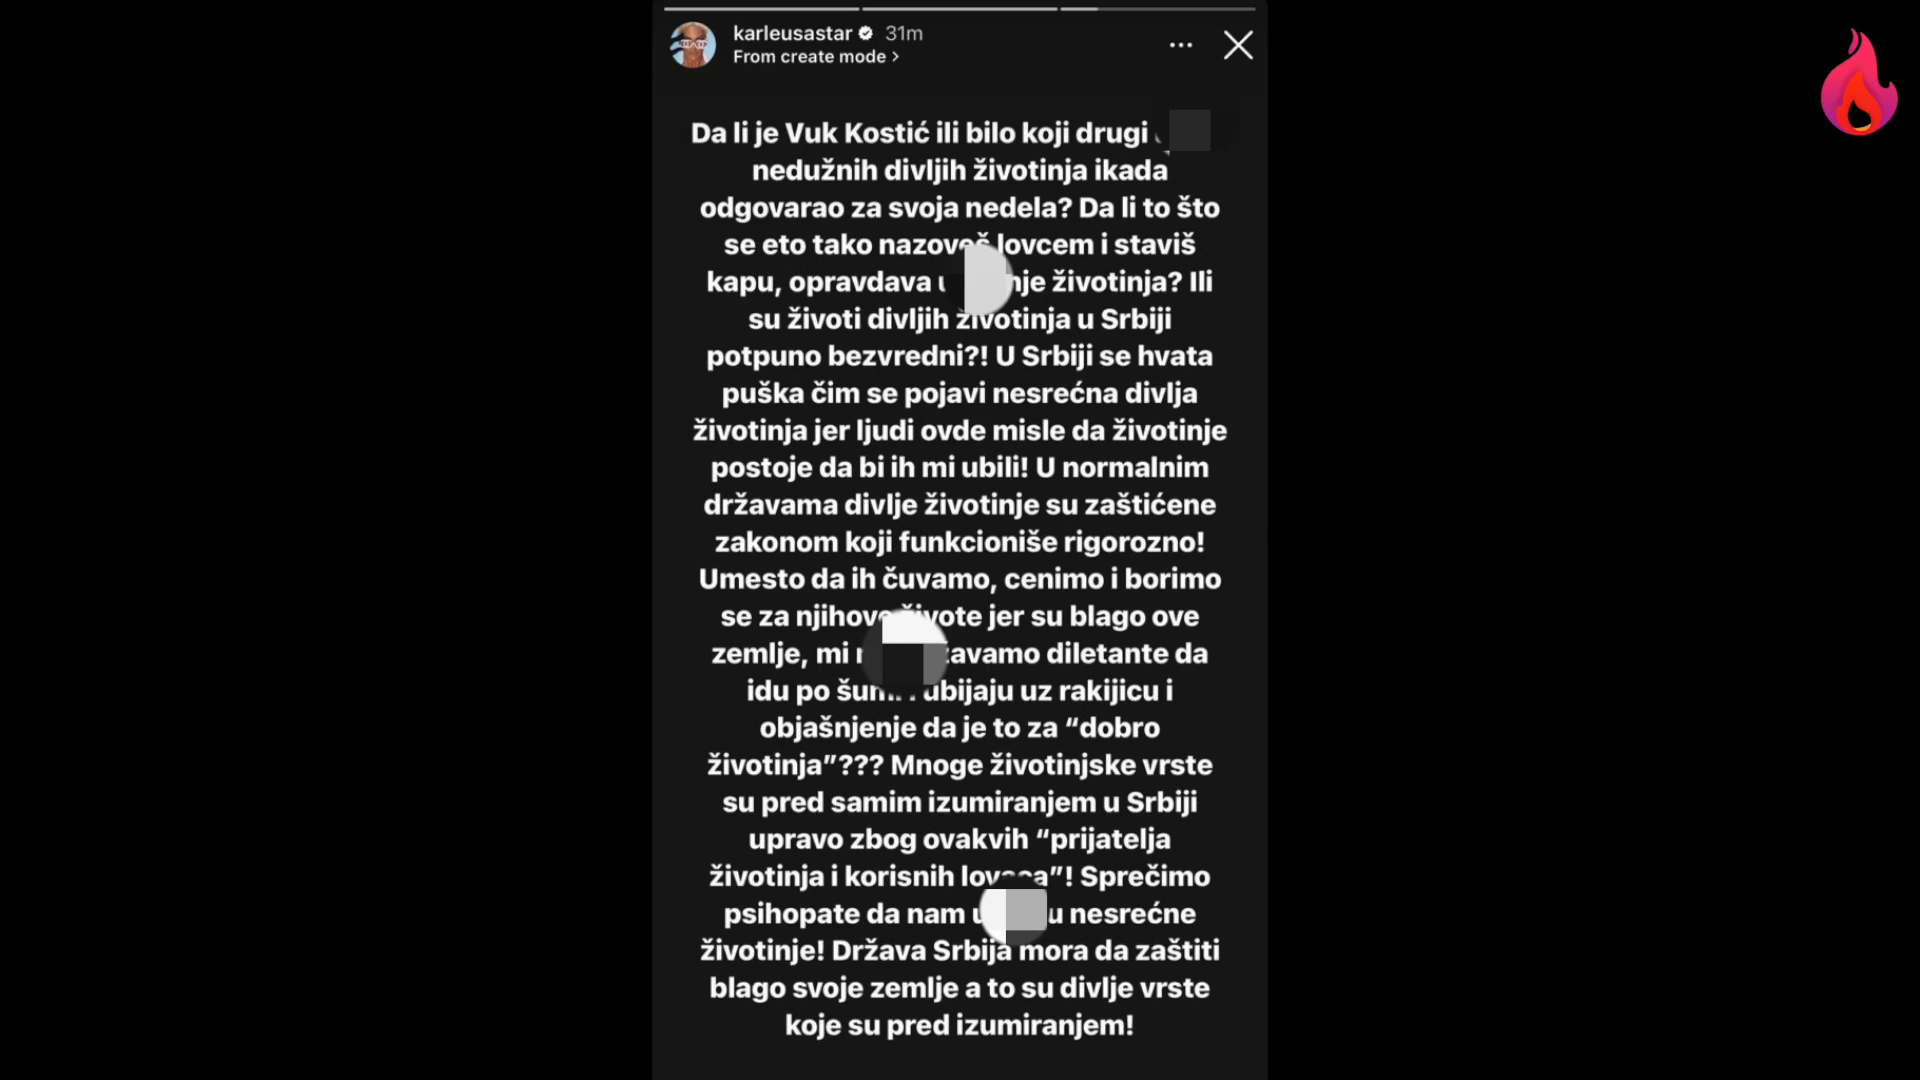 karleusastar 31m
From create mode >
Da li je Vuk Kostić ili bilo koji drugi
nedužnih divljih životinja ikada
odgovarao za svoja nedela? Da li to što
se eto tako nazoveš lovcem i staviš
kapu, opravdava životinja? Ili
su životi divljih životinja u Srbiji
potpuno bezvredni?! U Srbiji se hvata
puška čim se pojavi nesrećna divlja
životinja jer ljudi ovde misle da životinje
postoje da bi ih mi ubili! U normalnim
državama divlje životinje su zaštićene
zakonom koji funkcioniše rigorozno!
Umesto da ih čuvamo, cenimo i borimo
se za njihove živote jer su blago ove
zemlje, mi diletante da
idu po šumi i ubijaju uz rakijicu i
objašnjenje da je to za “dobro
životinja”??? Mnoge životinjske vrste
su pred samim izumiranjem u Srbiji
upravo zbog ovakvih “prijatelja
životinja i korisnih lovaca”! Sprečimo
psihopate da nam nesrećne
životinje! Država Srbija mora da zaštiti
blago svoje zemlje a to su divlje vrste
koje su pred izumiranjem!